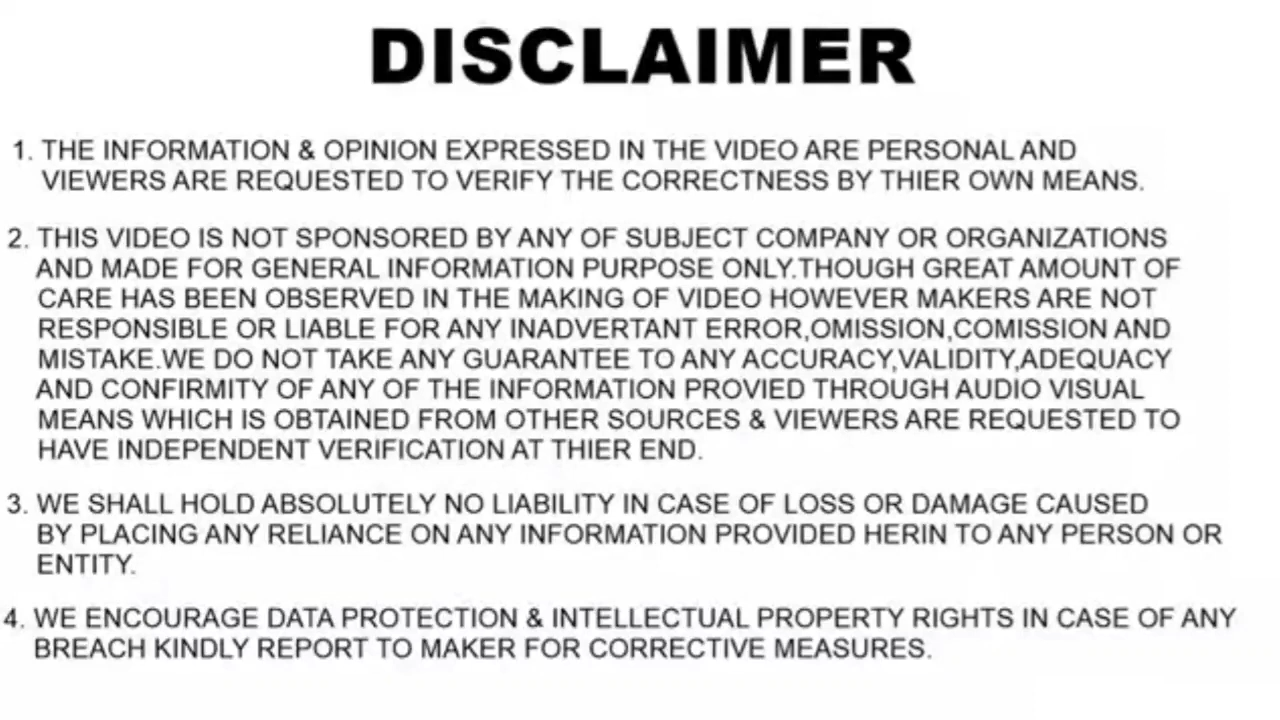 DISCLAIMER
1. THE INFORMATION & OPINION EXPRESSED IN THE VIDEO ARE PERSONAL AND
VIEWERS ARE REQUESTED TO VERIFY THE CORRECTNESS BY THIER OWN MEANS.
2. THIS VIDEO IS NOT SPONSORED BY ANY OF SUBJECT COMPANY OR ORGANIZATIONS
AND MADE FOR GENERAL INFORMATION PURPOSE ONLY.THOUGH GREAT AMOUNT OF
CARE HAS BEEN OBSERVED IN THE MAKING OF VIDEO HOWEVER MAKERS ARE NOT
RESPONSIBLE OR LIABLE FOR ANY INADVERTANT ERROR,OMISSION,COMISSION AND
MISTAKE.WE DO NOT TAKE ANY GUARANTEE TO ANY ACCURACY,VALIDITY,ADEQUACY
AND CONFIRMITY OF ANY OF THE INFORMATION PROVIED THROUGH AUDIO VISUAL
MEANS WHICH IS OBTAINED FROM OTHER SOURCES & VIEWERS ARE REQUESTED TO
HAVE INDEPENDENT VERIFICATION AT THIER END.
3. WE SHALL HOLD ABSOLUTELY NO LIABILITY IN CASE OF LOSS OR DAMAGE CAUSED
BY PLACING ANY RELIANCE ON ANY INFORMATION PROVIDED HERIN TO ANY PERSON OR
ENTITY.
4. WE ENCOURAGE DATA PROTECTION & INTELLECTUAL PROPERTY RIGHTS IN CASE OF ANY
BREACH KINDLY REPORT TO MAKER FOR CORRECTIVE MEASURES.